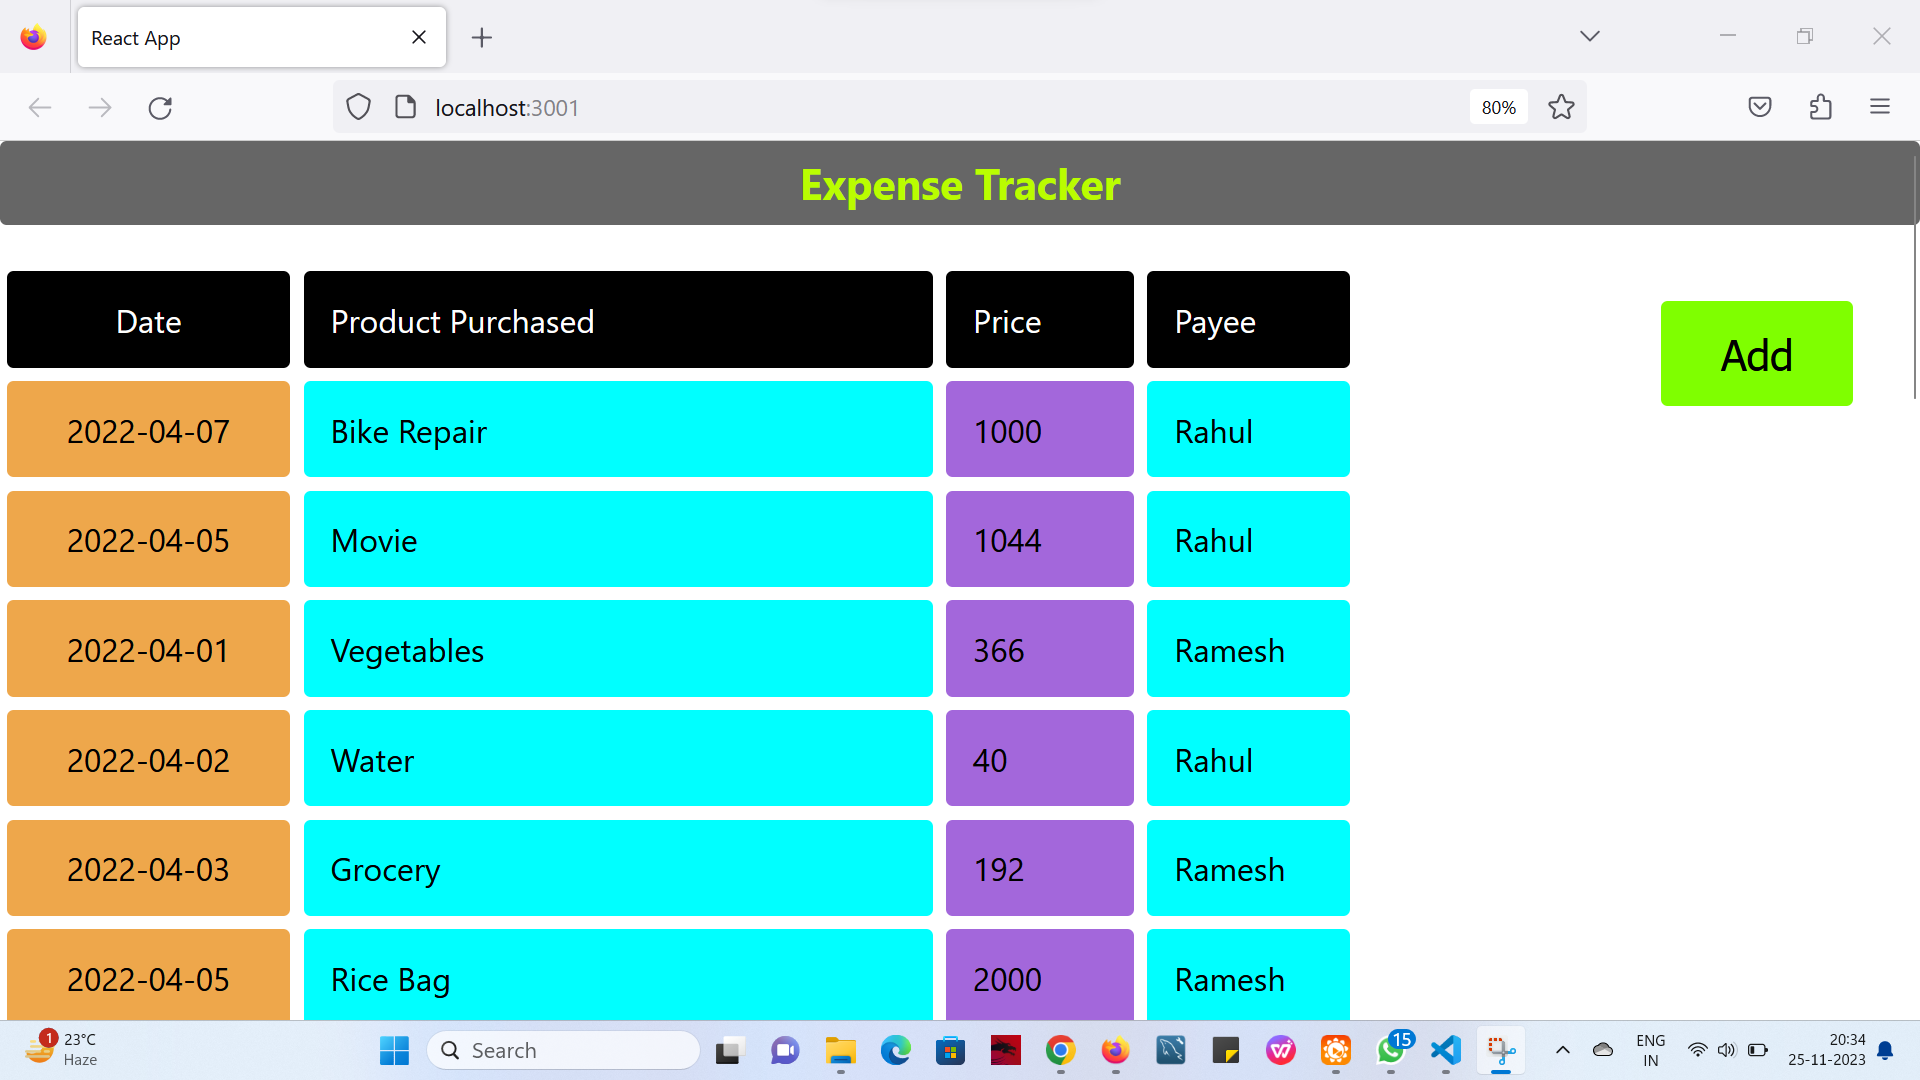 React App
localhost:3001
80%
Expense Tracker
Date Product Purchased Price Payee
Add
2022-04-07 Bike Repair 1000 Rahul
2022-04-05 Movie 1044 Rahul
2022-04-01 Vegetables 366 Ramesh
2022-04-02 Water 40 Rahul
2022-04-03 Grocery 192 Ramesh
2022-04-05 Rice Bag 2000 Ramesh
1
23°C
Haze
Search
15
ENG
IN
20:34
25-11-2023